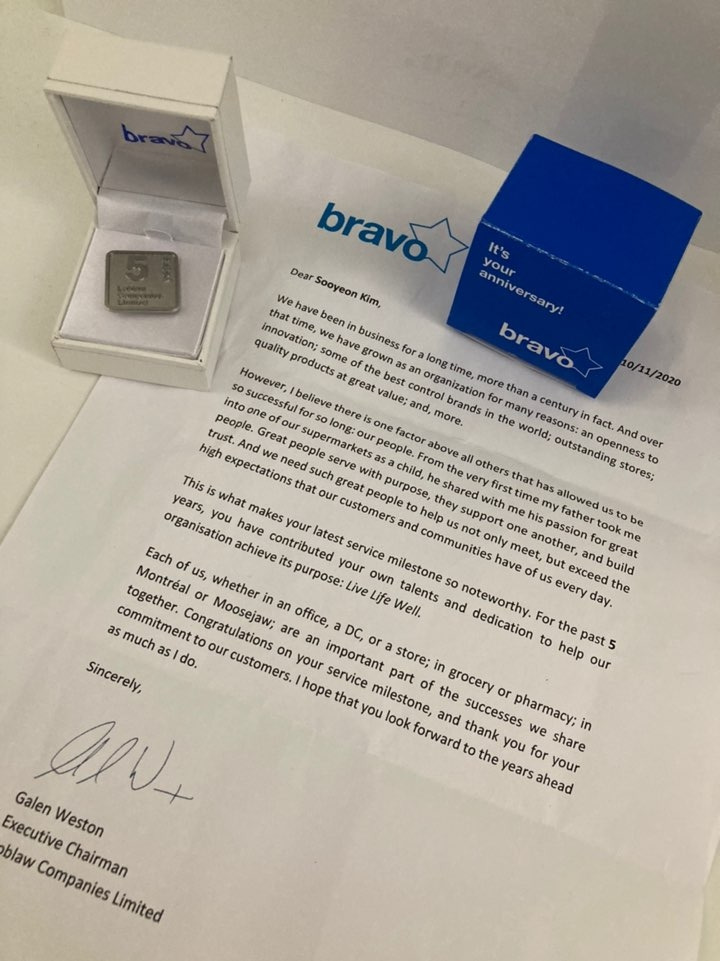 bravo
5
Loblaw
Companies
Limited
bravo
It's
your
anniversary!
bravo
10/11/2020
Dear Sooyeon Kim,
We have been in business for a long time, more than a century in fact. And over
that time, we have grown as an organization for many reasons: an openness to
innovation; some of the best control brands in the world; outstanding stores;
quality products at great value; and, more.
However, I believe there is one factor above all others that has allowed us to be
so successful for so long: our people. From the very first time my father took me
into one of our supermarkets as a child, he shared with me his passion for great
people. Great people serve with purpose, they support one another, and build
trust. And we need such great people to help us not only meet, but exceed the
high expectations that our customers and communities have of us every day.
This is what makes your latest service milestone so noteworthy. For the past 5
years, you have contributed your own talents and dedication to help our
organisation achieve its purpose: Live Life Well.
Each of us, whether in an office, a DC, or a store; in grocery or pharmacy; in
Montréal or Moosejaw; are an important part of the successes we share
together. Congratulations on your service milestone, and thank you for your
commitment to our customers. I hope that you look forward to the years ahead
as much as I do.
Sincerely,
Galen Weston
Executive Chairman
oblaw Companies Limited